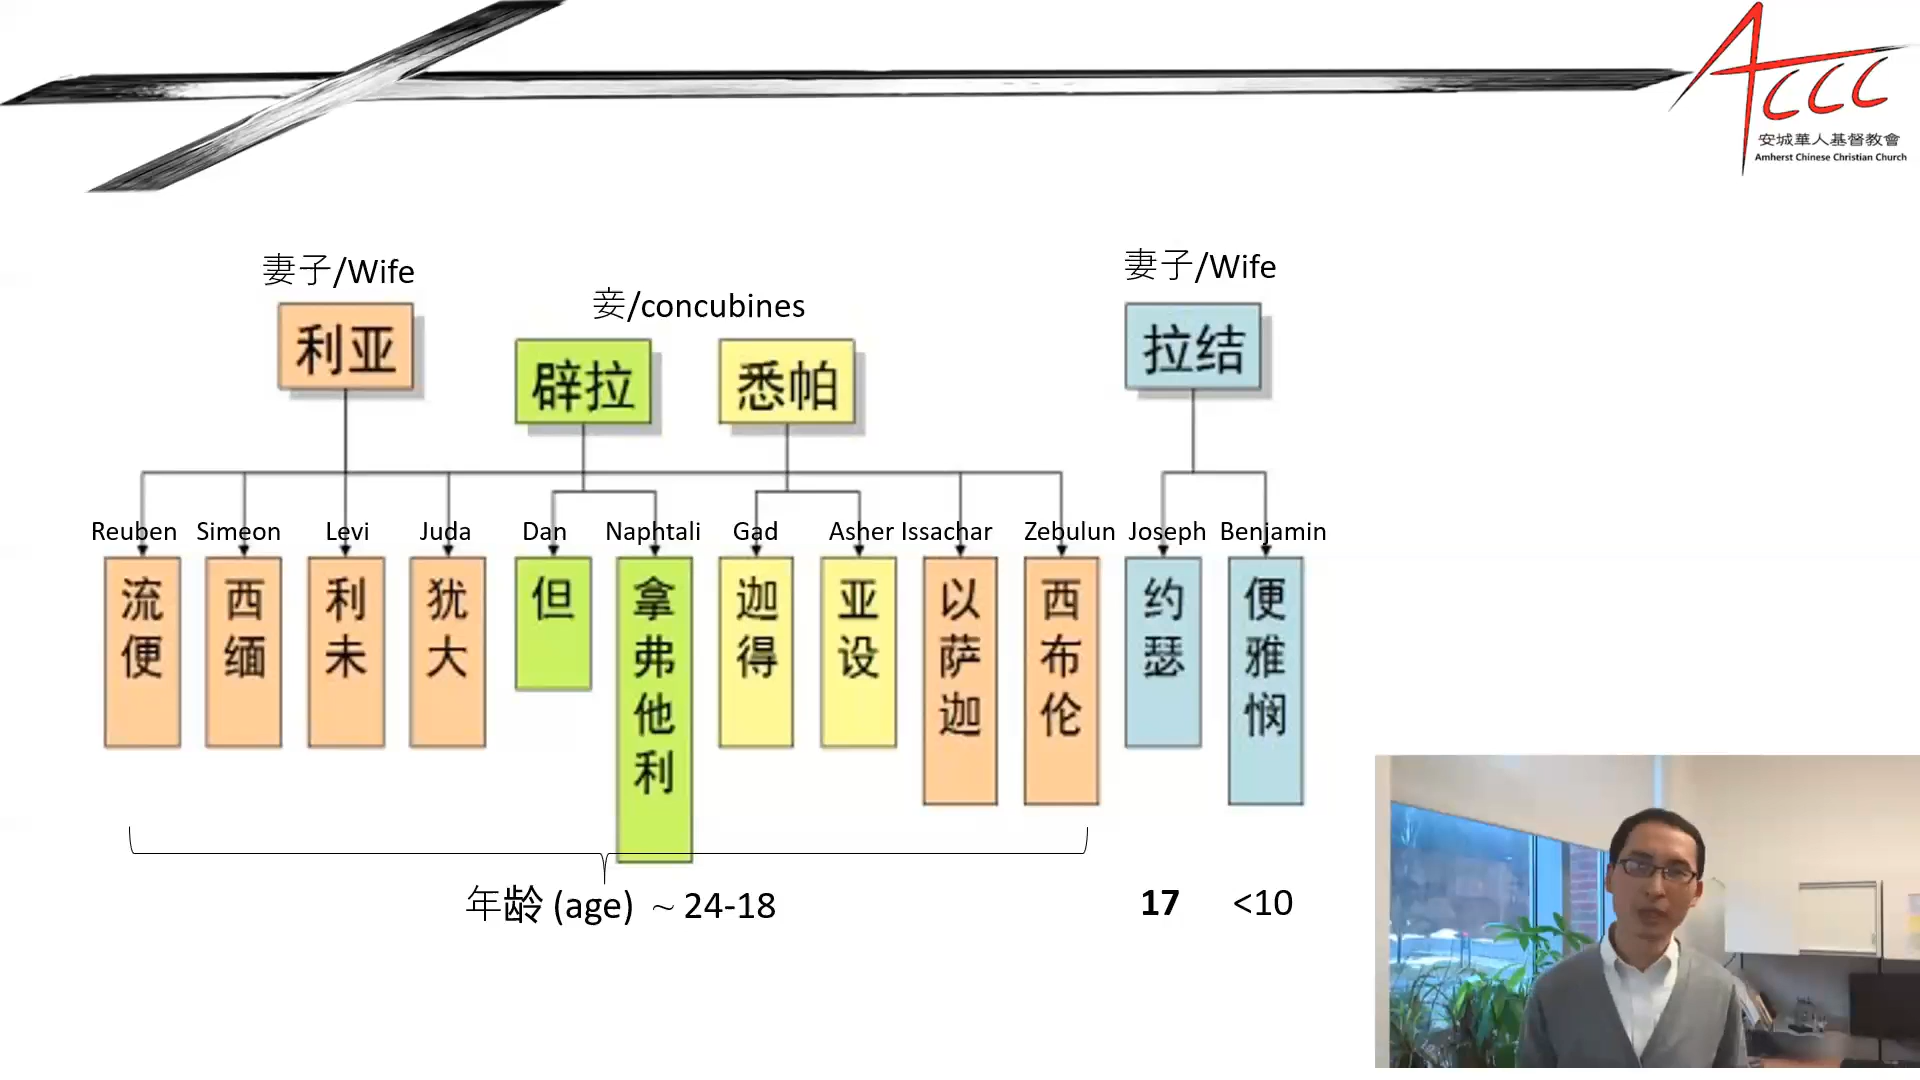 ACCC
安城華人基督教會
Amherst Chinese Christian Church
妻子/Wife
妻子/Wife
妾/concubines
利亚
辟拉
悉帕
拉结
Reuben Simeon Levi Juda Dan Naphtali Gad Asher Issachar Zebulun Joseph Benjamin
流便
西缅
利未
犹大
但
拿弗他利
迦得
亚设
以萨迦
西布伦
约瑟
便雅悯
年龄 (age) ~ 24-18
17
<10